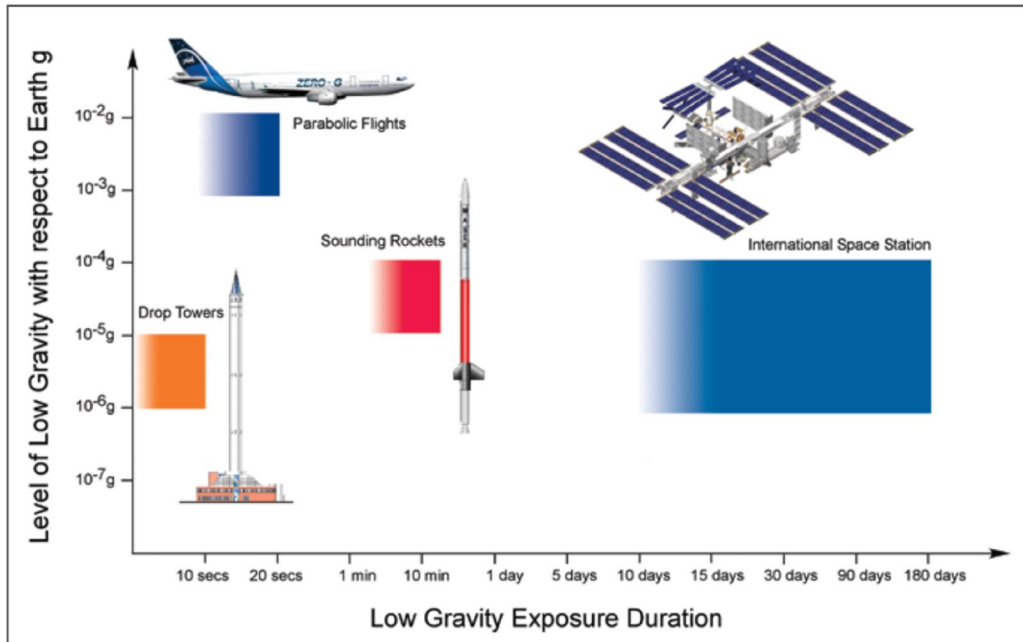 Level of Low Gravity with respect to Earth g
10⁻²g
10⁻³g
10⁻⁴g
10⁻⁵g
10⁻⁶g
10⁻⁷g
ZERO-G
Parabolic Flights
Sounding Rockets
International Space Station
Drop Towers
10 secs
20 secs
1 min
10 min
1 day
5 days
10 days
15 days
30 days
90 days
180 days
Low Gravity Exposure Duration